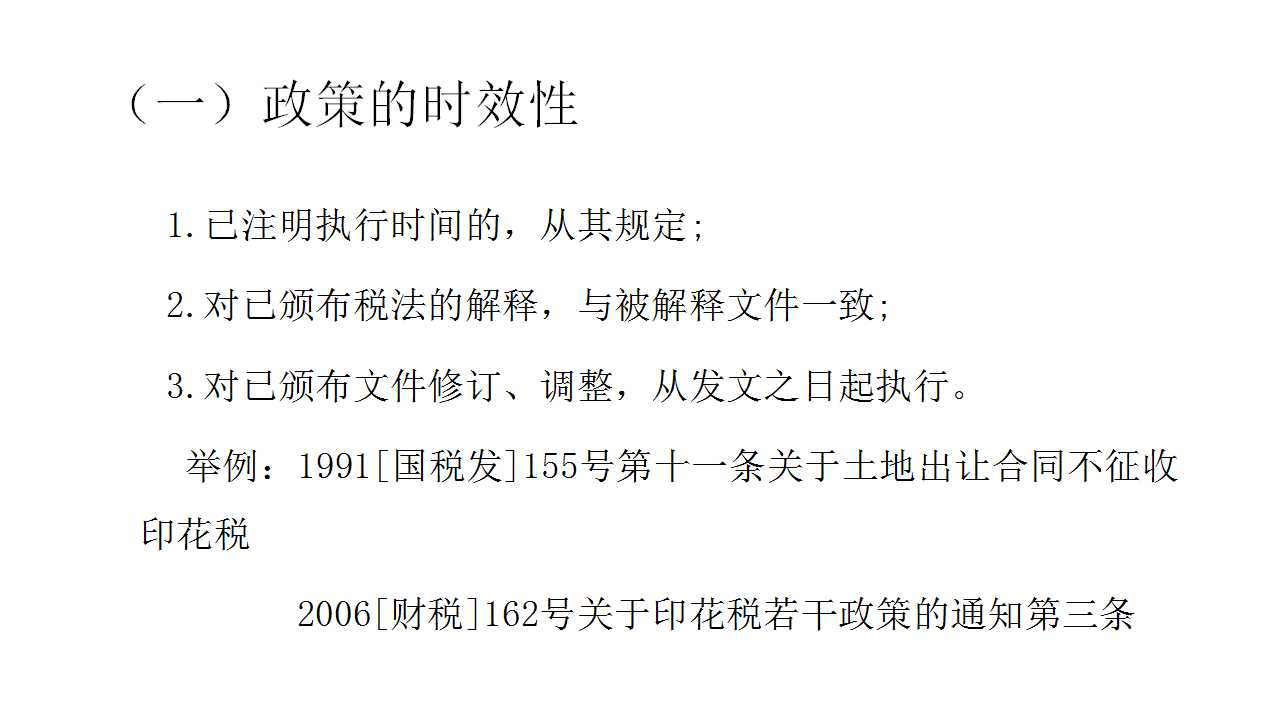 （一）政策的时效性
1.已注明执行时间的，从其规定；
2.对已颁布税法的解释，与被解释文件一致；
3.对已颁布文件修订、调整，从发文之日起执行。
举例：1991[国税发]155号第十一条关于土地出让合同不征收
印花税
2006[财税]162号关于印花税若干政策的通知第三条